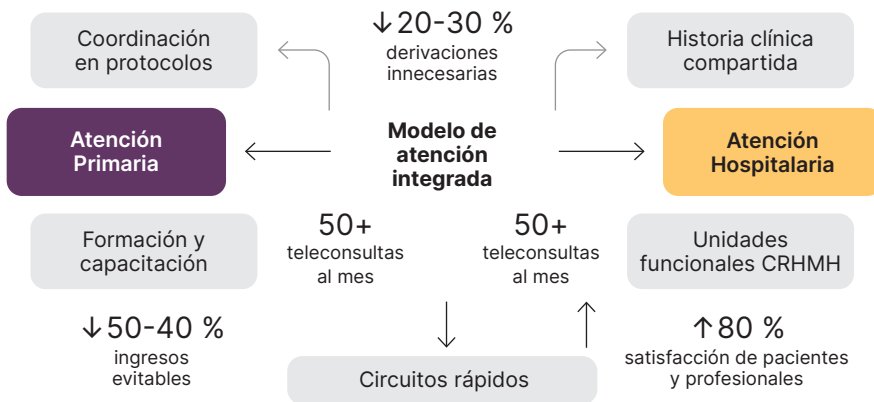 Coordinación
en protocolos
↓20-30 %
derivaciones
innecesarias
Historia clínica
compartida
Atención
Primaria
Modelo de
atención
integrada
Atención
Hospitalaria
Formación y
capacitación
50+
teleconsultas
al mes
50+
teleconsultas
al mes
Unidades
funcionales CRHMH
↓50-40 %
ingresos
evitables
Circuitos rápidos
↑80 %
satisfacción de pacientes
y profesionales